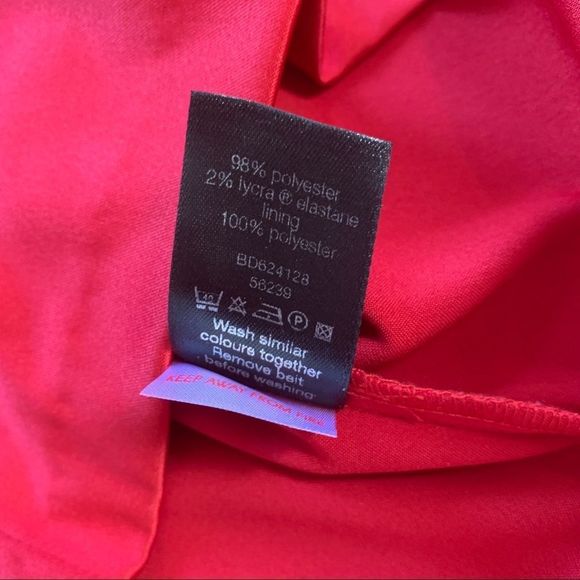 98% polyester
2% lycra ® elastane
lining
100% polyester
BD624128
56239
40 P
Wash similar
colours together
Remove belt
before washing
KEEP AWAY FROM FIRE